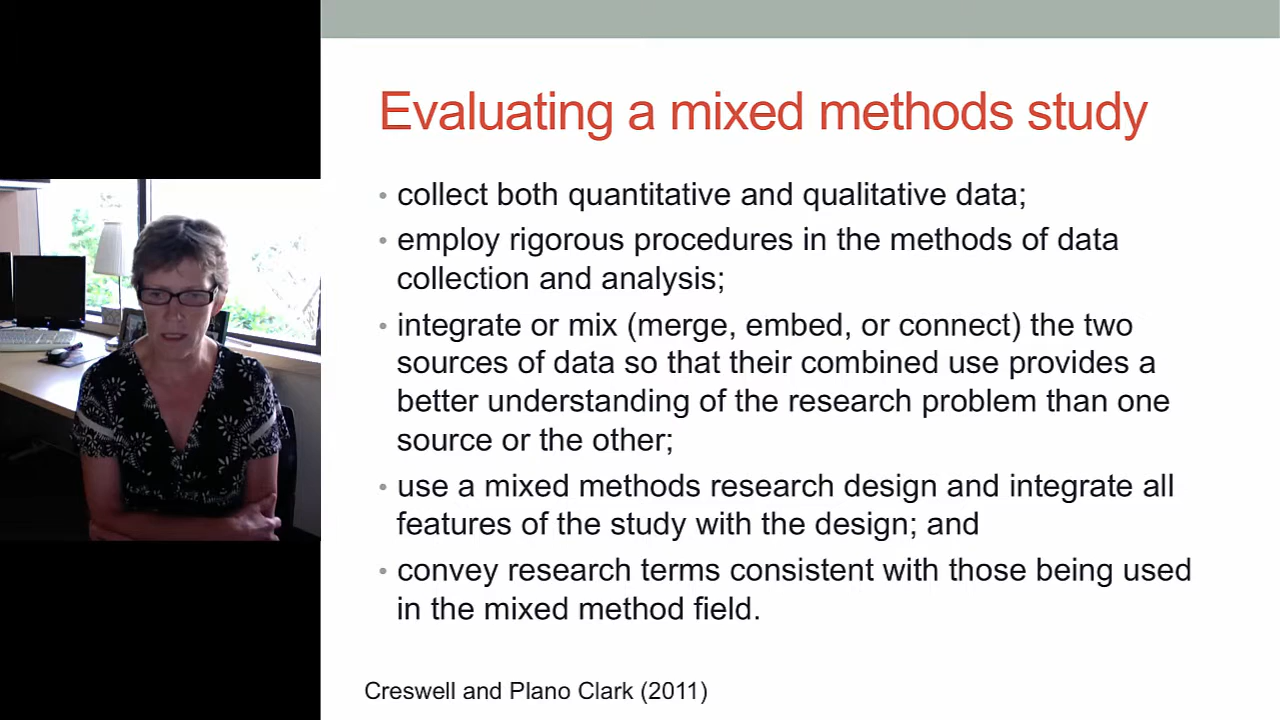 Evaluating a mixed methods study
• collect both quantitative and qualitative data;
• employ rigorous procedures in the methods of data
collection and analysis;
• integrate or mix (merge, embed, or connect) the two
sources of data so that their combined use provides a
better understanding of the research problem than one
source or the other;
• use a mixed methods research design and integrate all
features of the study with the design; and
• convey research terms consistent with those being used
in the mixed method field.
Creswell and Plano Clark (2011)